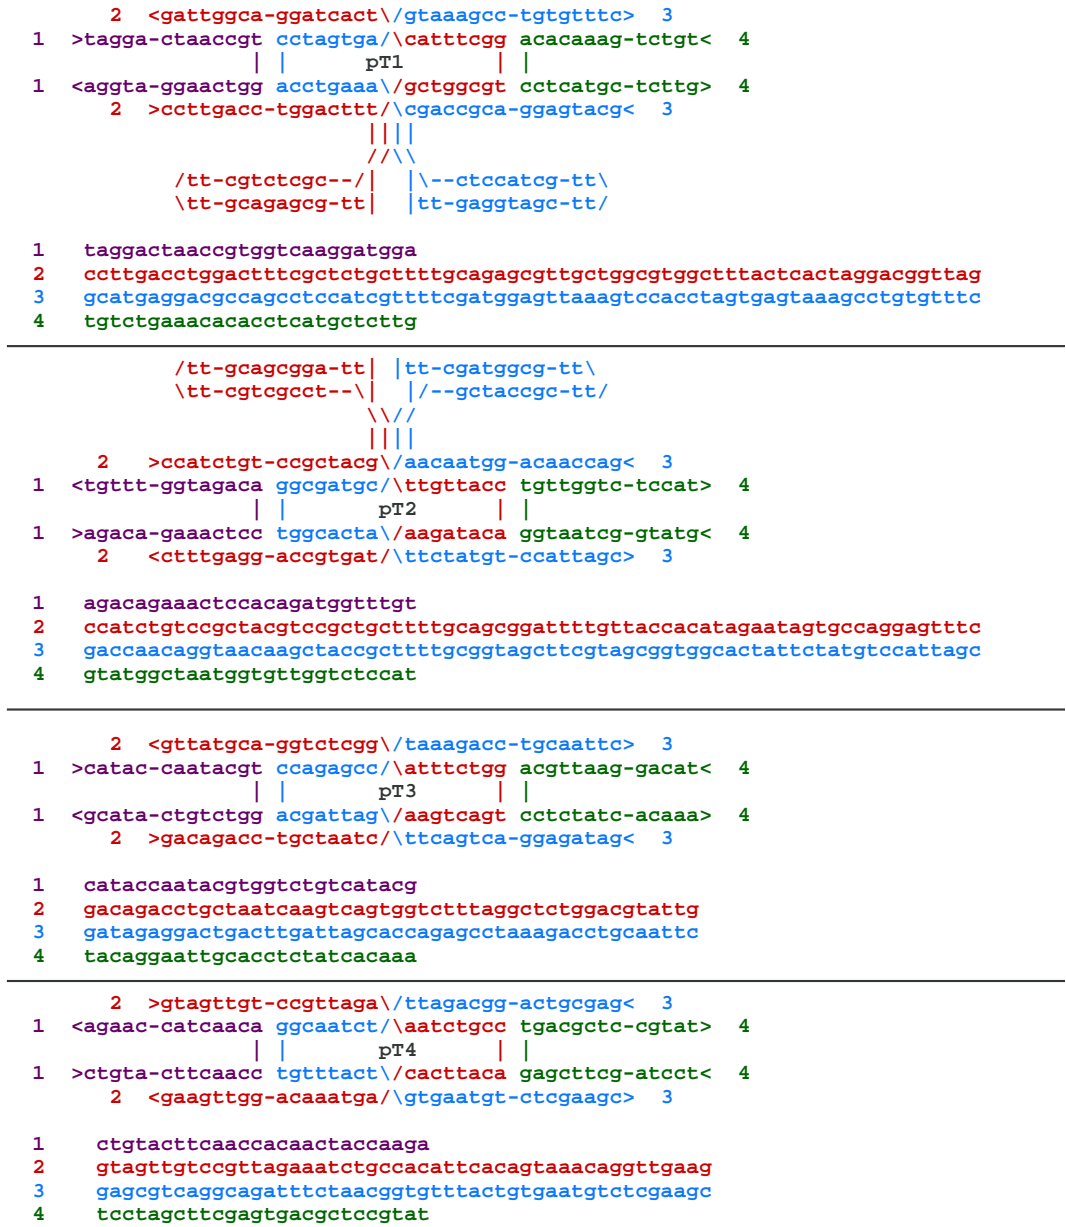 2 <gattggca-ggatcact\/gtaaagcc-tgtgtttc> 3
1 >tagga-ctaaccgt cctagtga/\catttcgg acacaaag-tctgt< 4
| | pT1 | |
1 <aggta-ggaactgg acctgaaa\/gctggcgt cctcatgc-tcttg> 4
2 >ccttgacc-tggacttt/\cgaccgca-ggagtacg< 3
||||
//\\
/tt-cgtctcgc--/| |\--ctccatcg-tt\
\tt-gcagagcg-tt| |tt-gaggtagc-tt/
1 taggactaaccgtggtcaaggatgga
2 ccttgacctggactttcgctctgcttttgcagagcgttgctggcgtggctttactcactaggacggttag
3 gcatgaggacgccagcctccatcgttttcgatggagttaaagtccacctagtgagtaaagcctgtgtttc
4 tgtctgaaacacacctcatgctcttg
/tt-gcagcgga-tt| |tt-cgatggcg-tt\
\tt-cgtcgcct--\| |/--gctaccgc-tt/
\\//
||||
2 >ccatctgt-ccgctacg\/aacaatgg-acaaccag< 3
1 <tgttt-ggtagaca ggcgatgc/\ttgttacc tgttggtc-tccat> 4
| | pT2 | |
1 >agaca-gaaactcc tggcacta\/aagataca ggtaatcg-gtatg< 4
2 <ctttgagg-accgtgat/\ttctatgt-ccattagc> 3
1 agacagaaactccacagatggtttgt
2 ccatctgtccgctacgtccgctgcttttgcagcggattttgttaccacatagaatagtgccaggagtttc
3 gaccaacaggtaacaagctaccgcttttgcggtagcttcgtagcggtggcactattctatgtccattagc
4 gtatggctaatggtgttggtctccat
2 <gttatgca-ggtctcgg\/taaagacc-tgcaattc> 3
1 >catac-caatacgt ccagagcc/\atttctgg acgttaag-gacat< 4
| | pT3 | |
1 <gcata-ctgtctgg acgattag\/aagtcagt cctctatc-acaaa> 4
2 >gacagacc-tgctaatc/\ttcagtca-ggagatag< 3
1 cataccaatacgtggtctgtcatacg
2 gacagacctgctaatcaagtcagtggtctttaggctctggacgtattg
3 gatagaggactgacttgattagcaccagagcctaaagacctgcaattc
4 tacaggaattgcacctctatcacaaa
2 >gtagttgt-ccgttaga\/ttagacgg-actgcgag< 3
1 <agaac-catcaaca ggcaatct/\aatctgcc tgacgctc-cgtat> 4
| | pT4 | |
1 >ctgta-cttcaacc tgtttact\/cacttaca gagcttcg-atcct< 4
2 <gaagttgg-acaaatga/\gtgaatgt-ctcgaagc> 3
1 ctgtacttcaaccacaactaccaaga
2 gtagttgtccgttagaaatctgccacattcacagtaaacaggttgaag
3 gagcgtcaggcagatttctaacggtgtttactgtgaatgtctcgaagc
4 tcctagcttcgagtgacgctccgtat